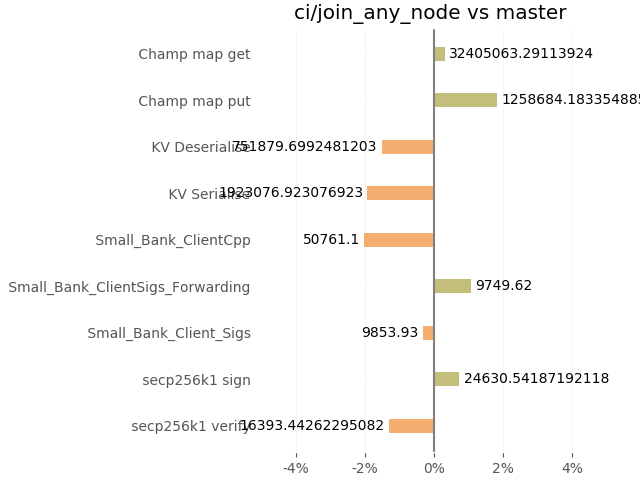 ci/join_any_node vs master
Champ map get 32405063.29113924
Champ map put 1258684.183354885
KV Deserialise 751879.6992481203
KV Serialise 1923076.923076923
Small_Bank_ClientCpp 50761.1
Small_Bank_ClientSigs_Forwarding 9749.62
Small_Bank_Client_Sigs 9853.93
secp256k1 sign 24630.54187192118
secp256k1 verify 16393.44262295082
-4% -2% 0% 2% 4%